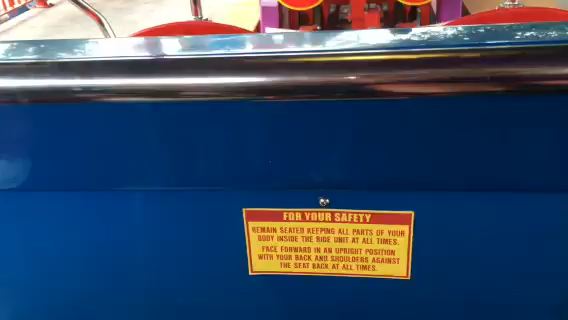 FOR YOUR SAFETY
REMAIN SEATED KEEPING ALL PARTS OF YOUR
BODY INSIDE THE RIDE UNIT AT ALL TIMES.
FACE FORWARD IN AN UPRIGHT POSITION
WITH YOUR BACK AND SHOULDERS AGAINST
THE SEAT BACK AT ALL TIMES.